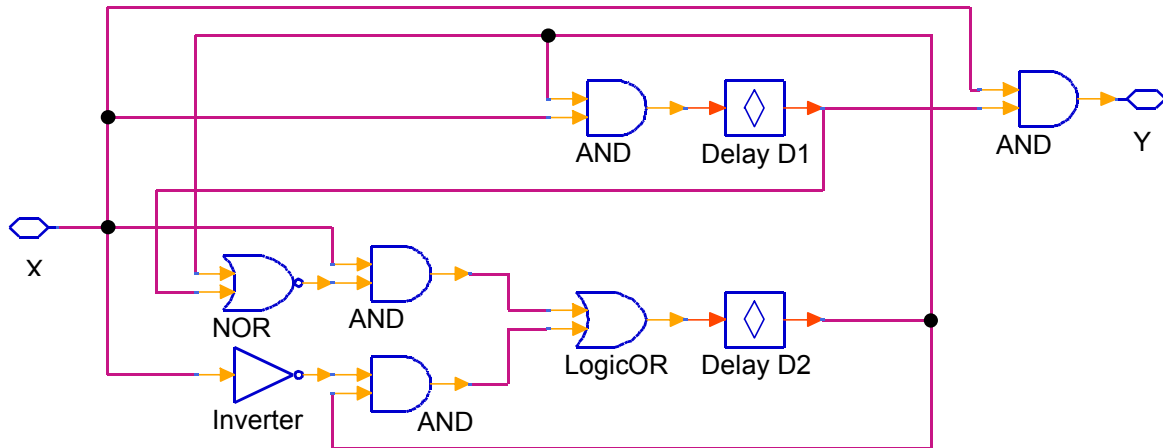 AND
Delay D1
AND
Y
x
NOR
AND
LogicOR
Delay D2
Inverter
AND